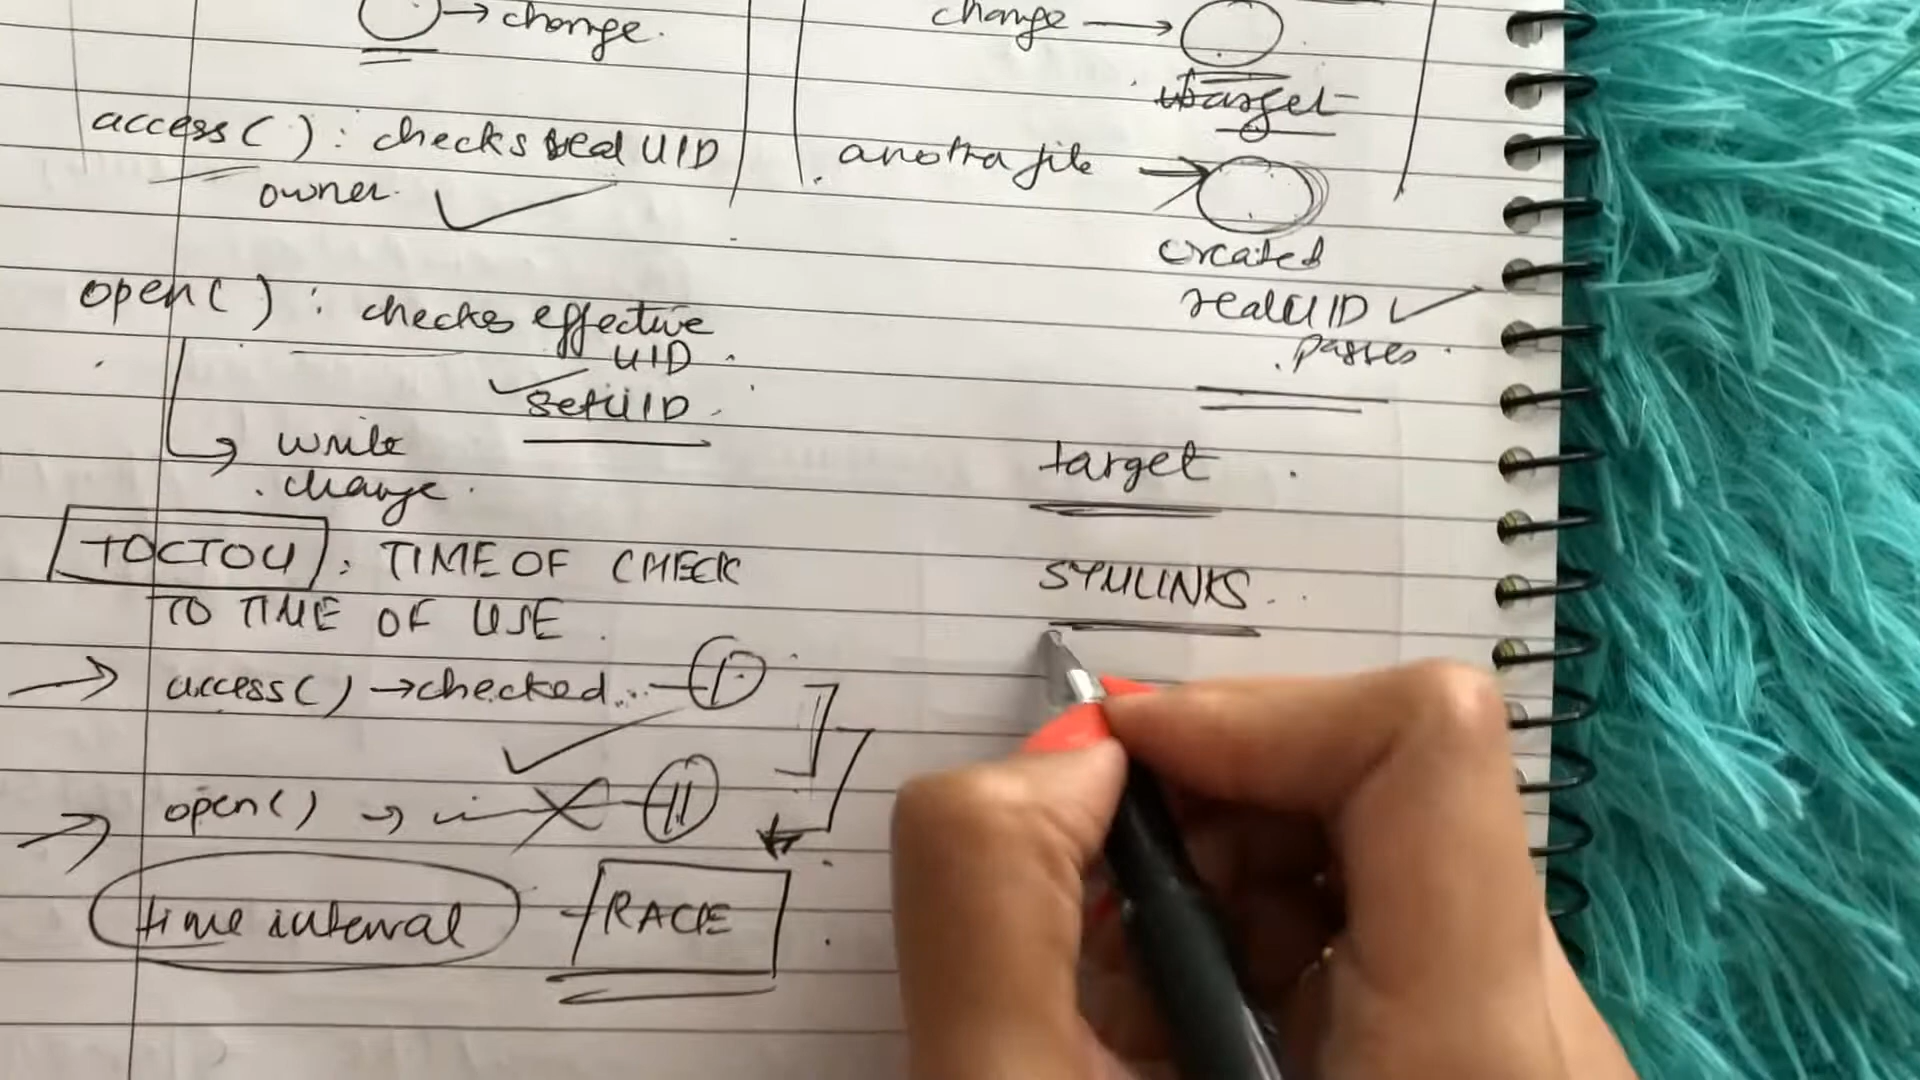 → change.
access( ) : checks real UID
owner.
open( ) : checks effective
UID
setUID
write
change.
TOCTOU : TIME OF CHECK
TO TIME OF USE
access( ) → checked
I
open( ) →
II
time interval
RACE
change →
target
another file →
created
real UID
passes
target
SYMLINKS